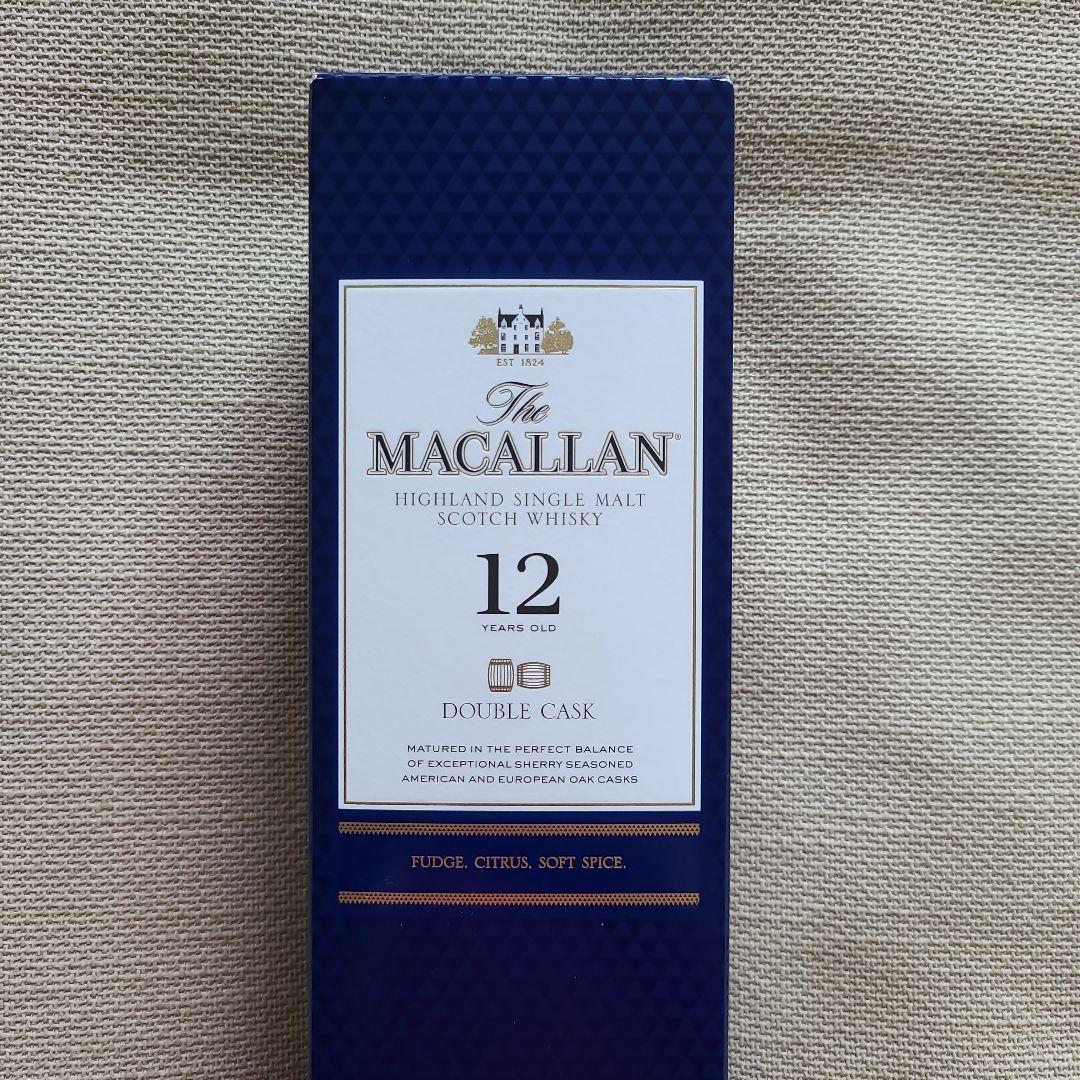 EST 1824
The
MACALLAN®
HIGHLAND SINGLE MALT
SCOTCH WHISKY
12
YEARS OLD
DOUBLE CASK
MATURED IN THE PERFECT BALANCE
OF EXCEPTIONAL SHERRY SEASONED
AMERICAN AND EUROPEAN OAK CASKS
FUDGE, CITRUS, SOFT SPICE.